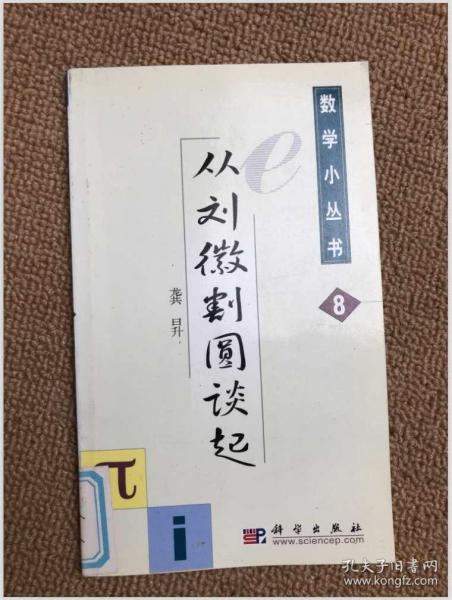 数学小丛书
8
e
从刘徽割圆谈起
龚昇
π
i
SP
科学出版社
www.sciencep.com
孔夫子旧书网
www.kongfz.com